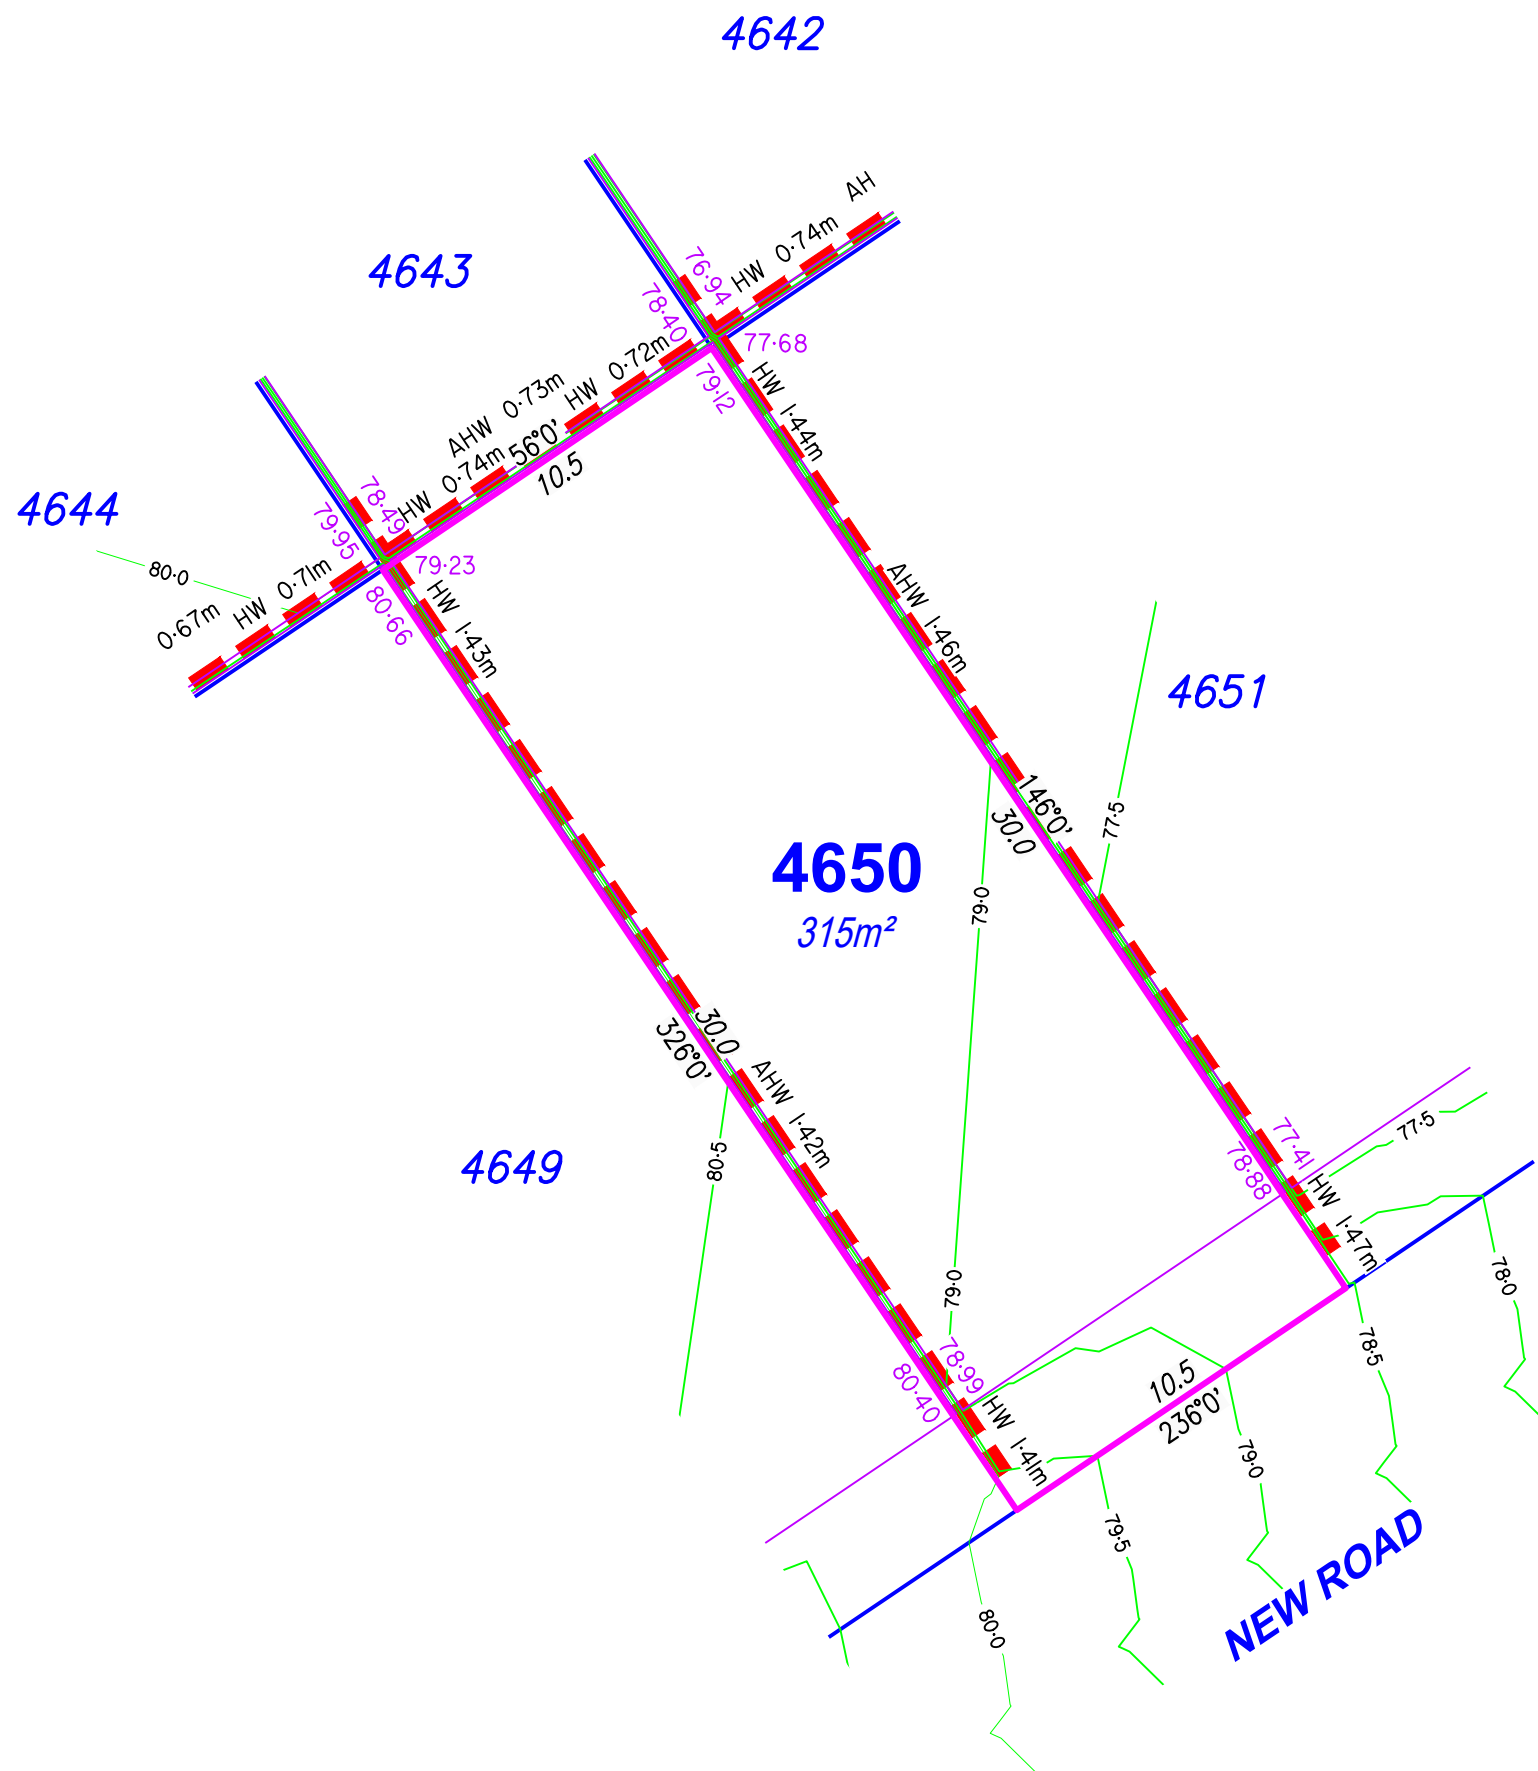 4642
AH
0·74m
HW
76·94
4643
78·40
77·68
0·72m
HW
79·12
HW
1·44m
0·73m
AHW
56°0'
10.5
0·74m
HW
78·49
4644
79·95
79·23
80·0
0·71m
HW
0·67m
80·66
HW
1·43m
AHW
1·46m
4651
146°0'
30.0
77·5
4650
315m²
79·0
30.0
326°0'
AHW
1·42m
80·5
4649
77·5
77·41
78·88
HW
1·47m
78·0
79·0
78·99
80·40
78·5
HW
1·41m
10.5
236°0'
79·0
79·5
80·0
NEW ROAD